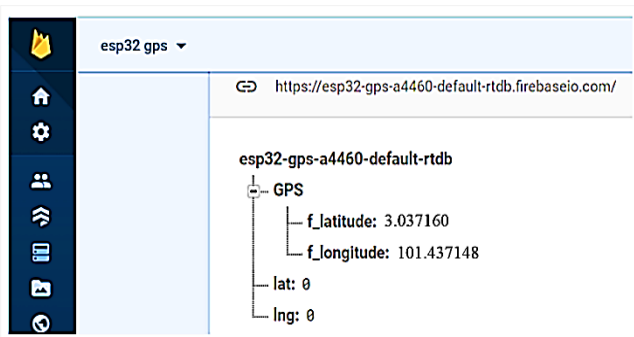 esp32 gps
https://esp32-gps-a4460-default-rtdb.firebaseio.com/
esp32-gps-a4460-default-rtdb
GPS
f_latitude: 3.037160
f_longitude: 101.437148
lat: 0
lng: 0